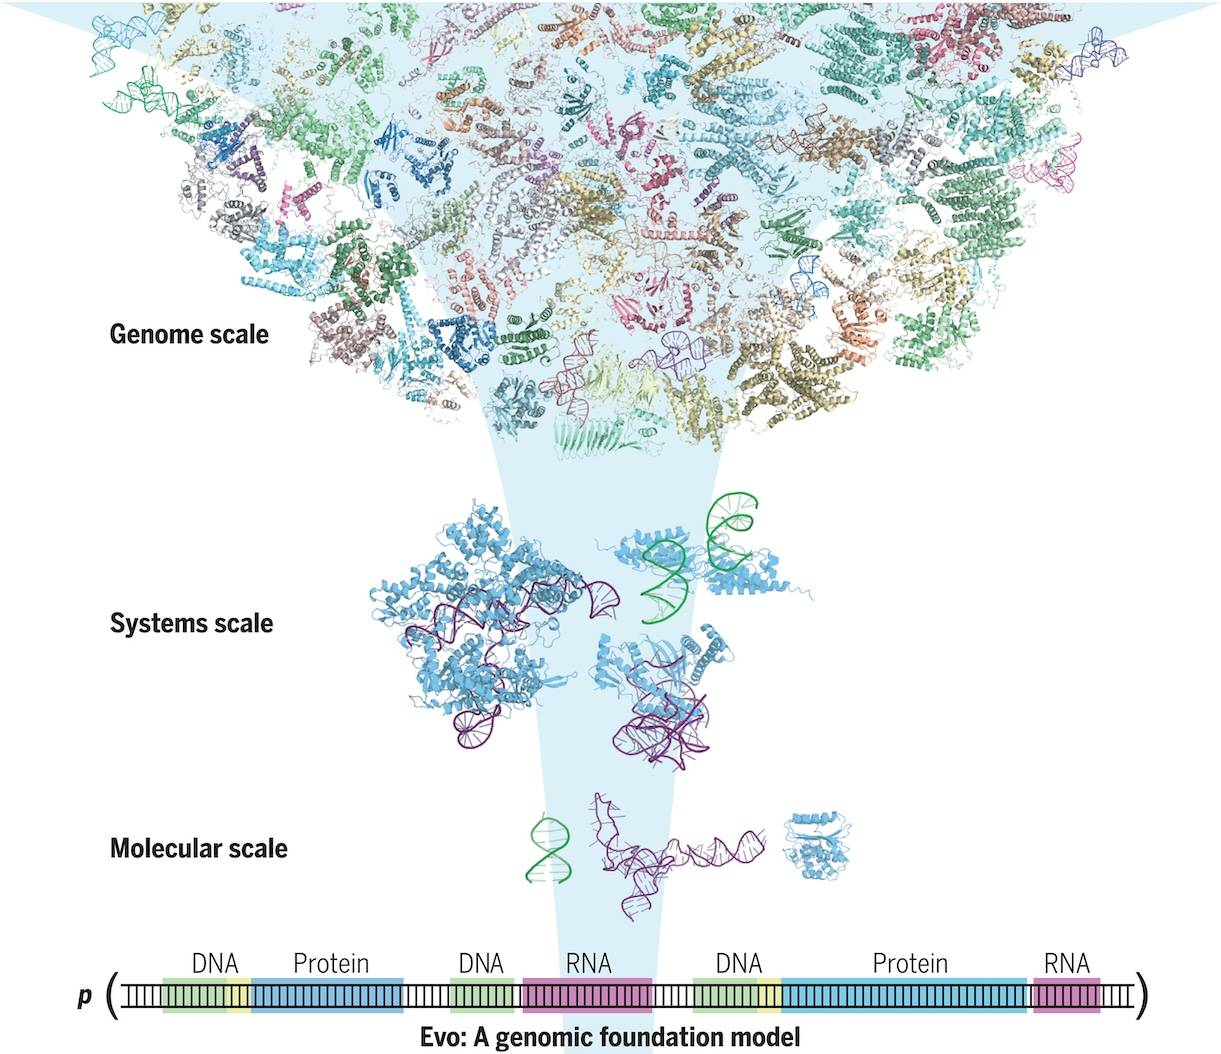 Genome scale
Systems scale
Molecular scale
DNA Protein DNA RNA DNA Protein RNA
p ( )
Evo: A genomic foundation model